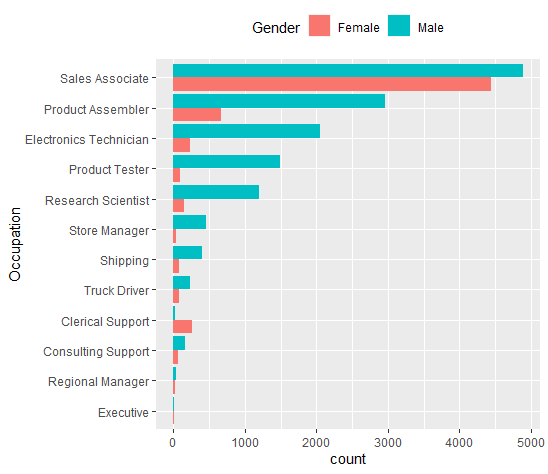 Gender Female Male
Occupation
Sales Associate
Product Assembler
Electronics Technician
Product Tester
Research Scientist
Store Manager
Shipping
Truck Driver
Clerical Support
Consulting Support
Regional Manager
Executive
0 1000 2000 3000 4000 5000
count